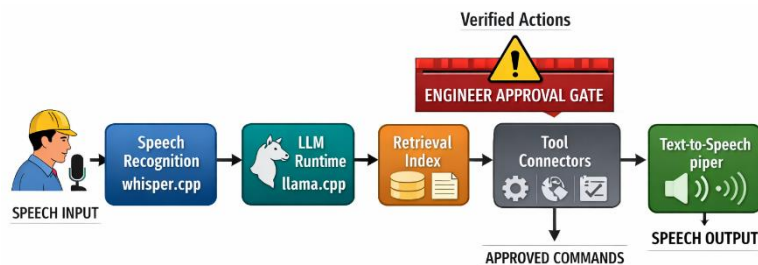 Verified Actions
ENGINEER APPROVAL GATE
Speech
Recognition
whisper.cpp
LLM
Runtime
llama.cpp
Retrieval
Index
Tool
Connectors
Text-to-Speech
piper
SPEECH INPUT
APPROVED COMMANDS
SPEECH OUTPUT